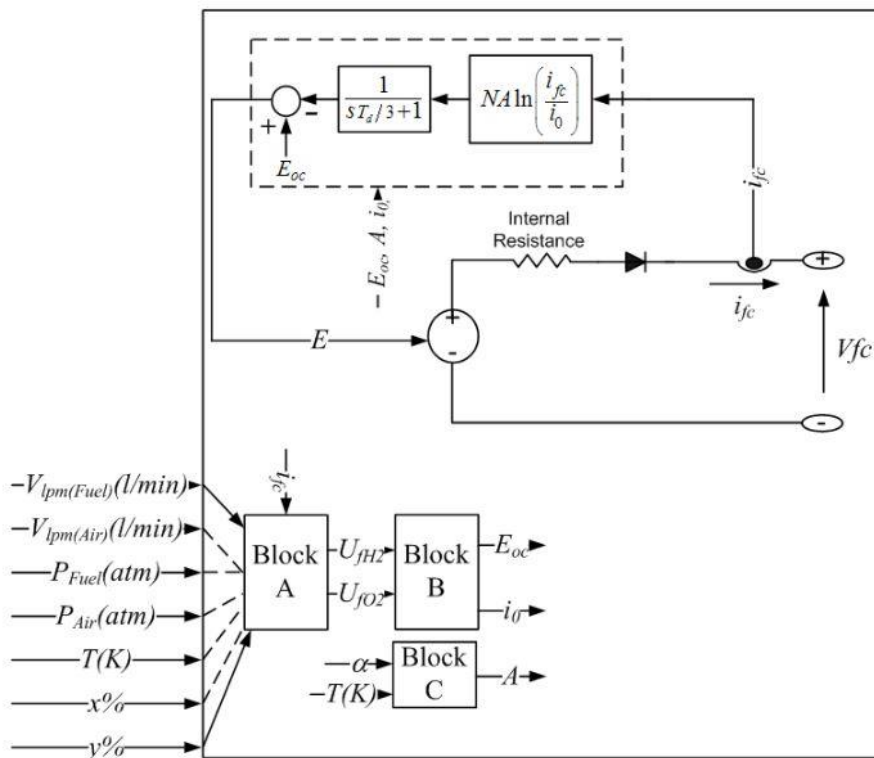 1
sT_d/3+1
NA ln(i_fc/i_0)
+
-
E_oc
i_fc
- E_oc, A, i_0,
Internal
Resistance
+
i_fc
+
E
-
Vfc
-
-V_lpm(Fuel)(l/min)
i_fc
-V_lpm(Air)(l/min)
Block
A
U_fH2
Block
B
E_oc
P_Fuel(atm)
U_fO2
P_Air(atm)
i_0
T(K)
α
Block
C
A
-T(K)
x%
y%